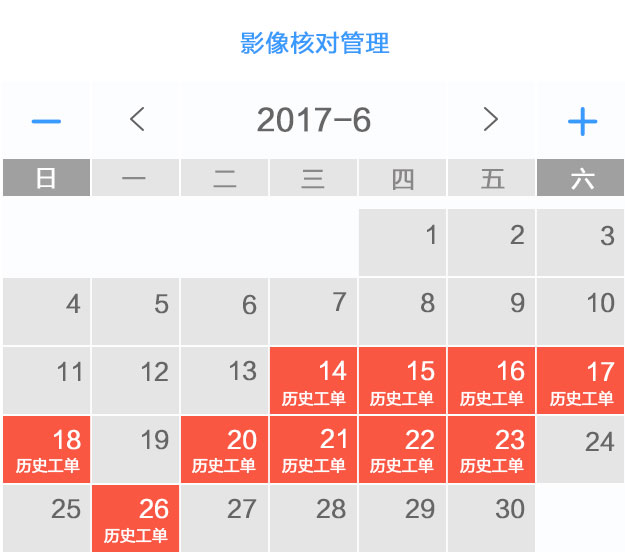 影像核对管理
− < 2017-6 > +
日 一 二 三 四 五 六
1 2 3
4 5 6 7 8 9 10
11 12 13 14 15 16 17
历史工单 历史工单 历史工单 历史工单
18 19 20 21 22 23 24
历史工单 历史工单 历史工单 历史工单 历史工单
25 26 27 28 29 30
历史工单